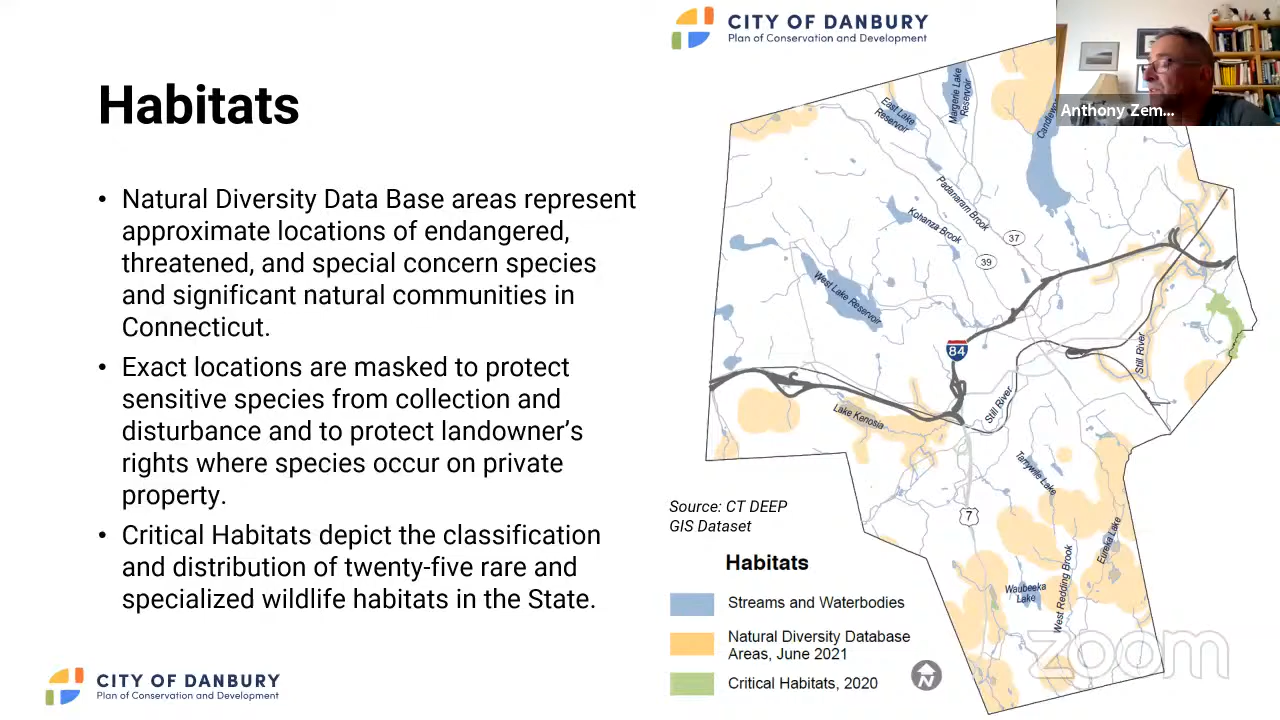 CITY OF DANBURY
Plan of Conservation and Development
Anthony Zem...
Habitats
• Natural Diversity Data Base areas represent
approximate locations of endangered,
threatened, and special concern species
and significant natural communities in
Connecticut.
• Exact locations are masked to protect
sensitive species from collection and
disturbance and to protect landowner's
rights where species occur on private
property.
• Critical Habitats depict the classification
and distribution of twenty-five rare and
specialized wildlife habitats in the State.
CITY OF DANBURY
Plan of Conservation and Development
East Lake
Reservoir
Margerie Lake
Reservoir
Padanaram Brook
Kohanza Brook
37
39
West Lake Reservoir
84
Still River
Still River
Lake Kenosia
Tarrywile Lake
7
Eureka Lake
West Redding Brook
Waubeeka
Lake
Source: CT DEEP
GIS Dataset
Habitats
Streams and Waterbodies
Natural Diversity Database
Areas, June 2021
Critical Habitats, 2020
N
zoom